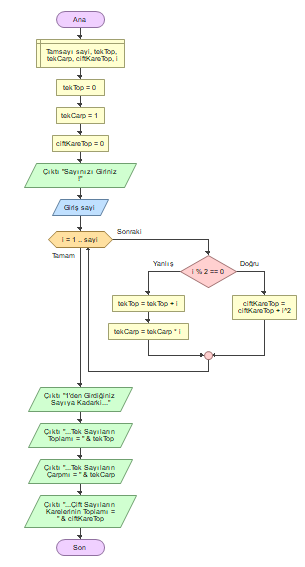 Ana
Tamsayı sayi, tekTop,
tekCarp, ciftKareTop, i
tekTop = 0
tekCarp = 1
ciftKareTop = 0
Çıktı "Sayınızı Giriniz
!"
Giriş sayi
i = 1 .. sayi
Sonraki
Tamam
Yanlış
i % 2 == 0
Doğru
tekTop = tekTop + i
ciftKareTop =
ciftKareTop + i^2
tekCarp = tekCarp * i
Çıktı "1'den Girdiğiniz
Sayıya Kadarki..."
Çıktı "...Tek Sayıların
Toplamı = " & tekTop
Çıktı "...Tek Sayıların
Çarpımı = " & tekCarp
Çıktı "...Çift Sayıların
Karelerinin Toplamı =
" & ciftKareTop
Son